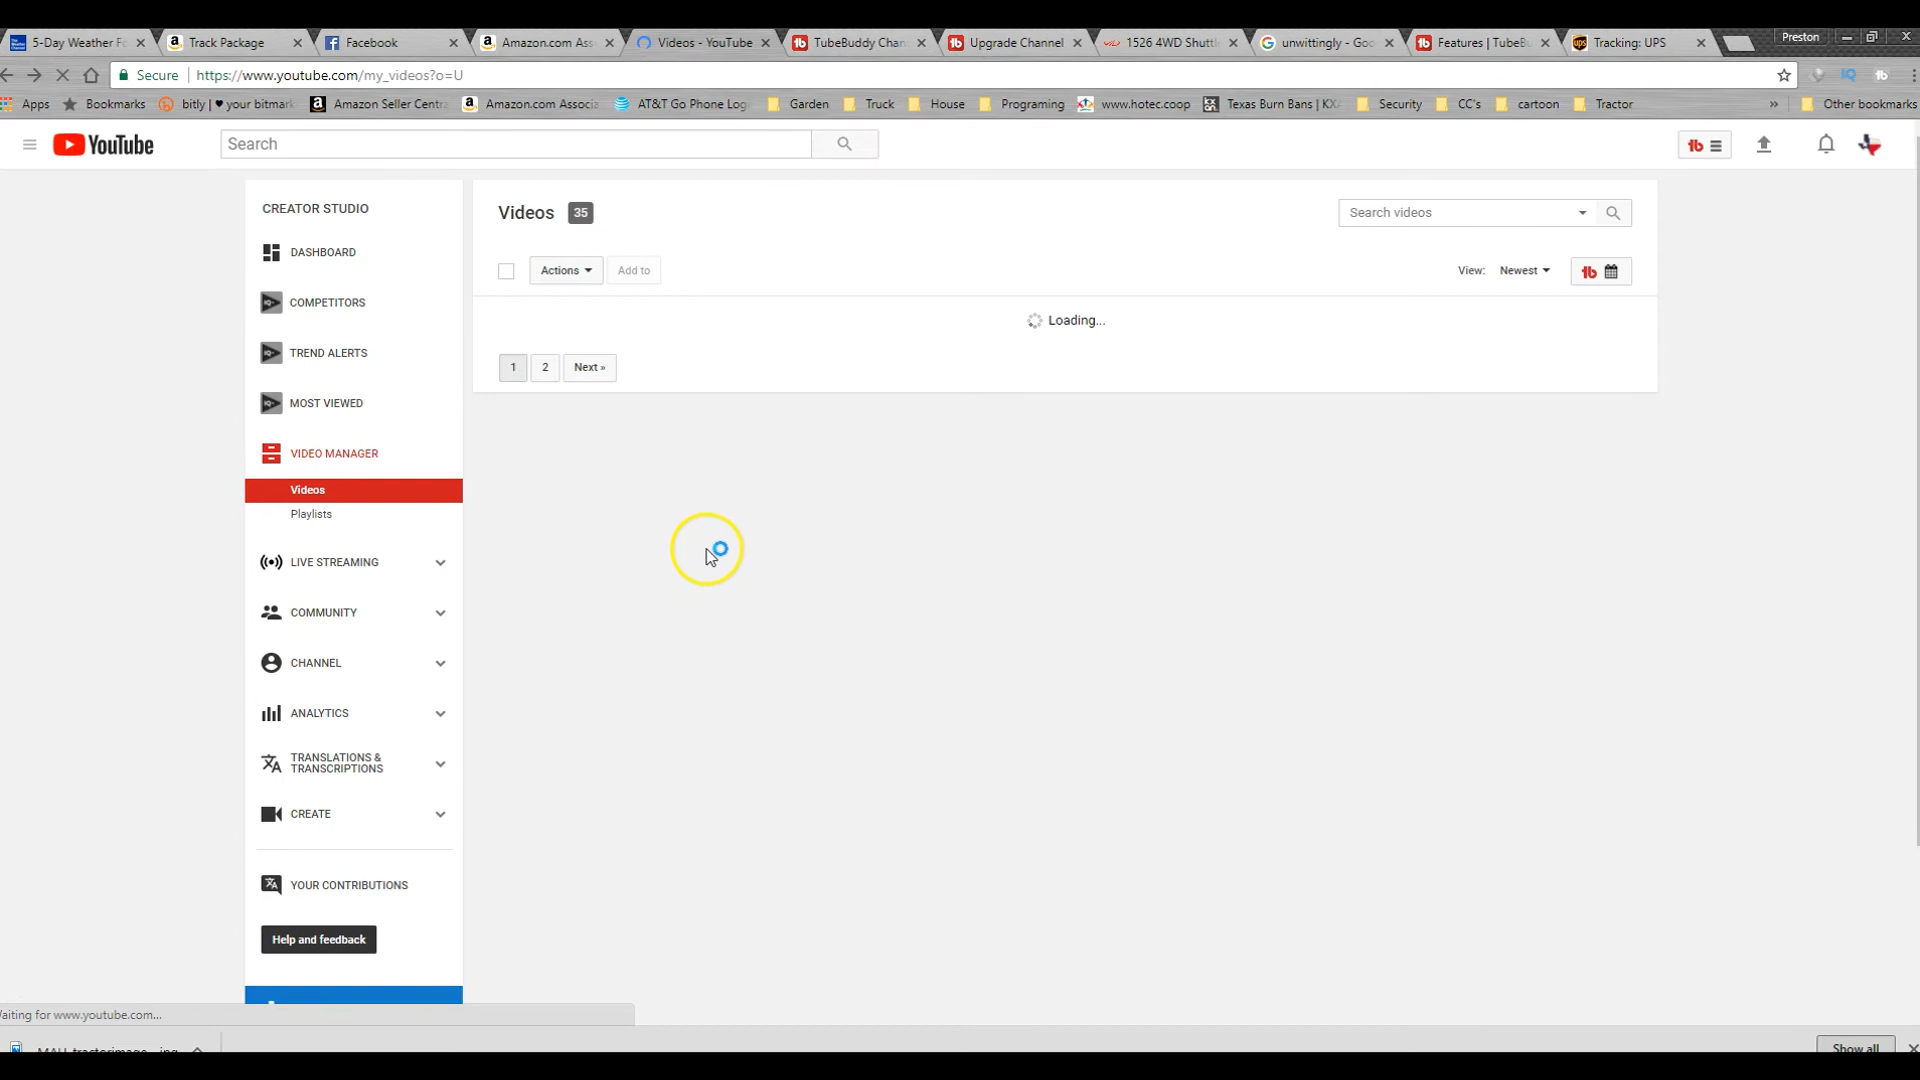 5-Day Weather Fo
Track Package
Facebook
Amazon.com Ass
Videos - YouTube
TubeBuddy Chan
Upgrade Channel
1526 4WD Shuttl
unwittingly - Goo
Features | TubeBu
Tracking: UPS
Preston
Secure
https://www.youtube.com/my_videos?o=U
Apps
Bookmarks
bitly | ♥ your bitmark
Amazon Seller Centra
Amazon.com Associa
AT&T Go Phone Log
Garden
Truck
House
Programing
www.hotec.coop
Texas Burn Bans | KX
Security
CC's
cartoon
Tractor
»
Other bookmarks
YouTube
Search
CREATOR STUDIO
DASHBOARD
COMPETITORS
TREND ALERTS
MOST VIEWED
VIDEO MANAGER
Videos
Playlists
LIVE STREAMING
COMMUNITY
CHANNEL
ANALYTICS
TRANSLATIONS &
TRANSCRIPTIONS
CREATE
YOUR CONTRIBUTIONS
Help and feedback
Videos 35
Search videos
Actions
Add to
View: Newest
Loading...
1 2 Next »
Waiting for www.youtube.com...
Show all